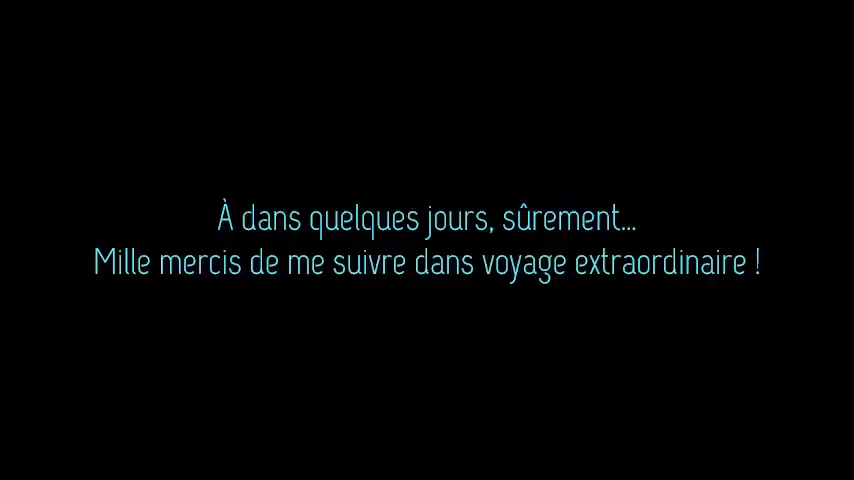 À dans quelques jours, sûrement...
Mille mercis de me suivre dans voyage extraordinaire !